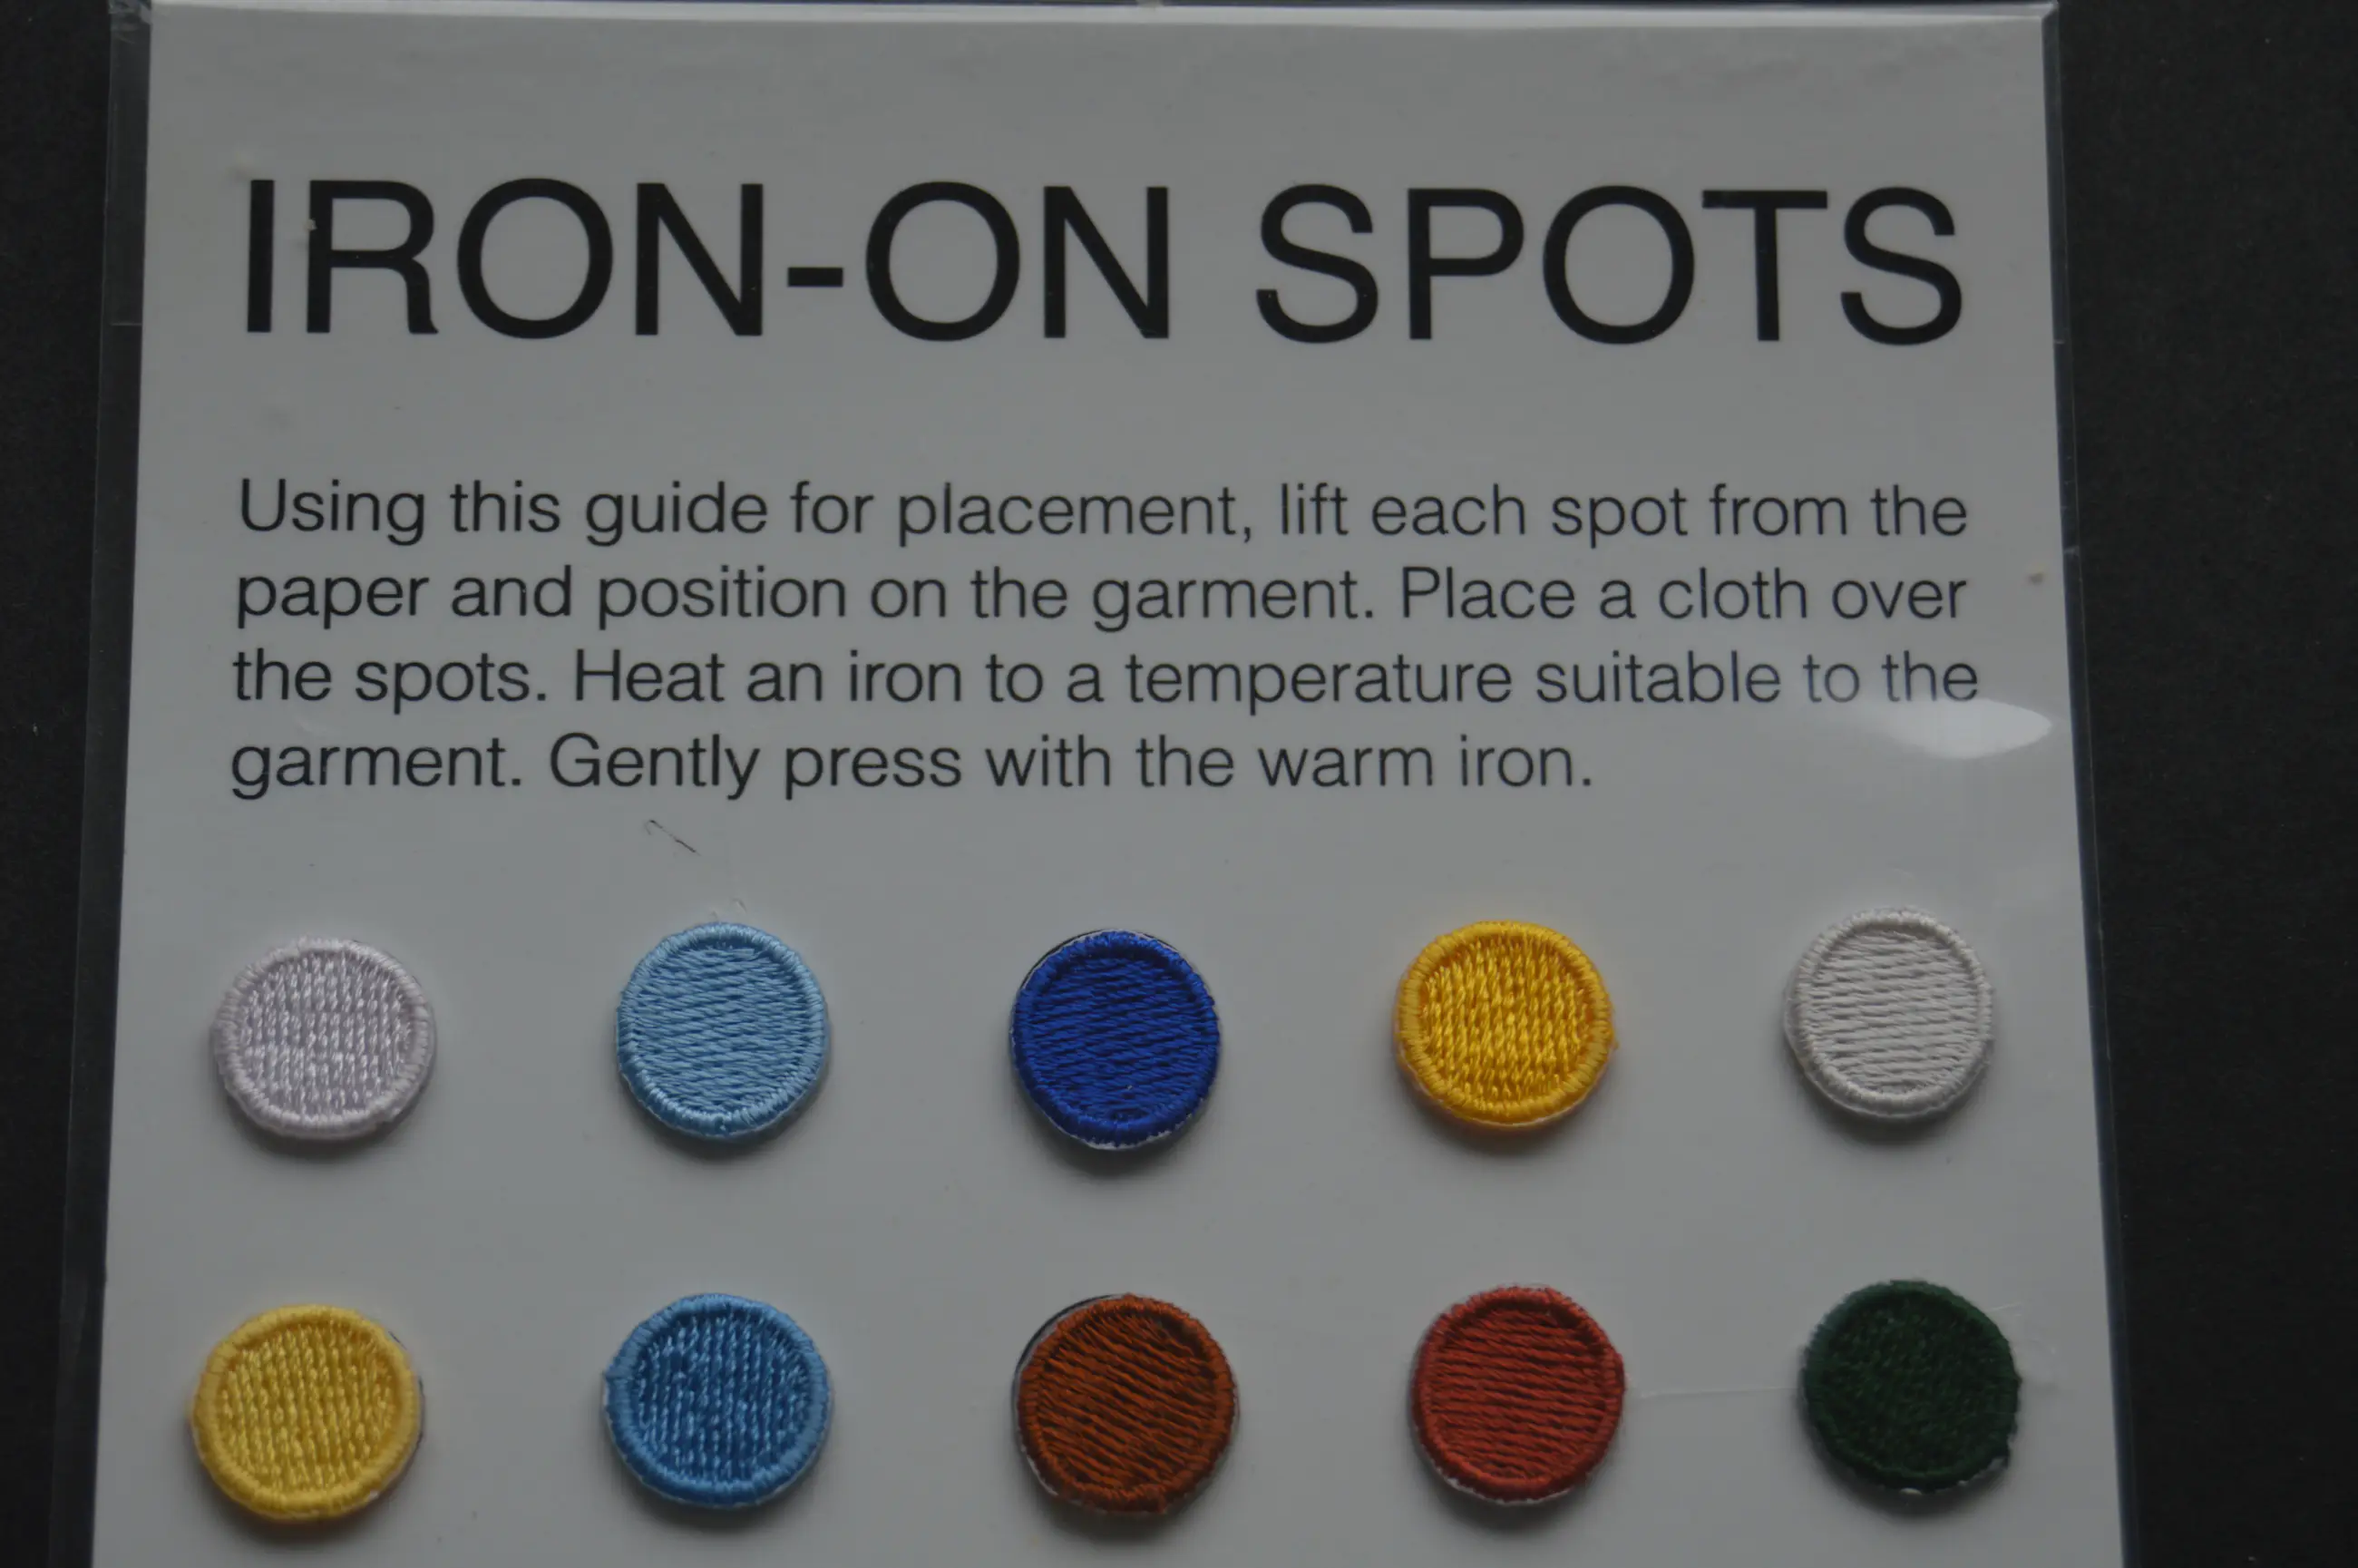 IRON-ON SPOTS
Using this guide for placement, lift each spot from the
paper and position on the garment. Place a cloth over
the spots. Heat an iron to a temperature suitable to the
garment. Gently press with the warm iron.